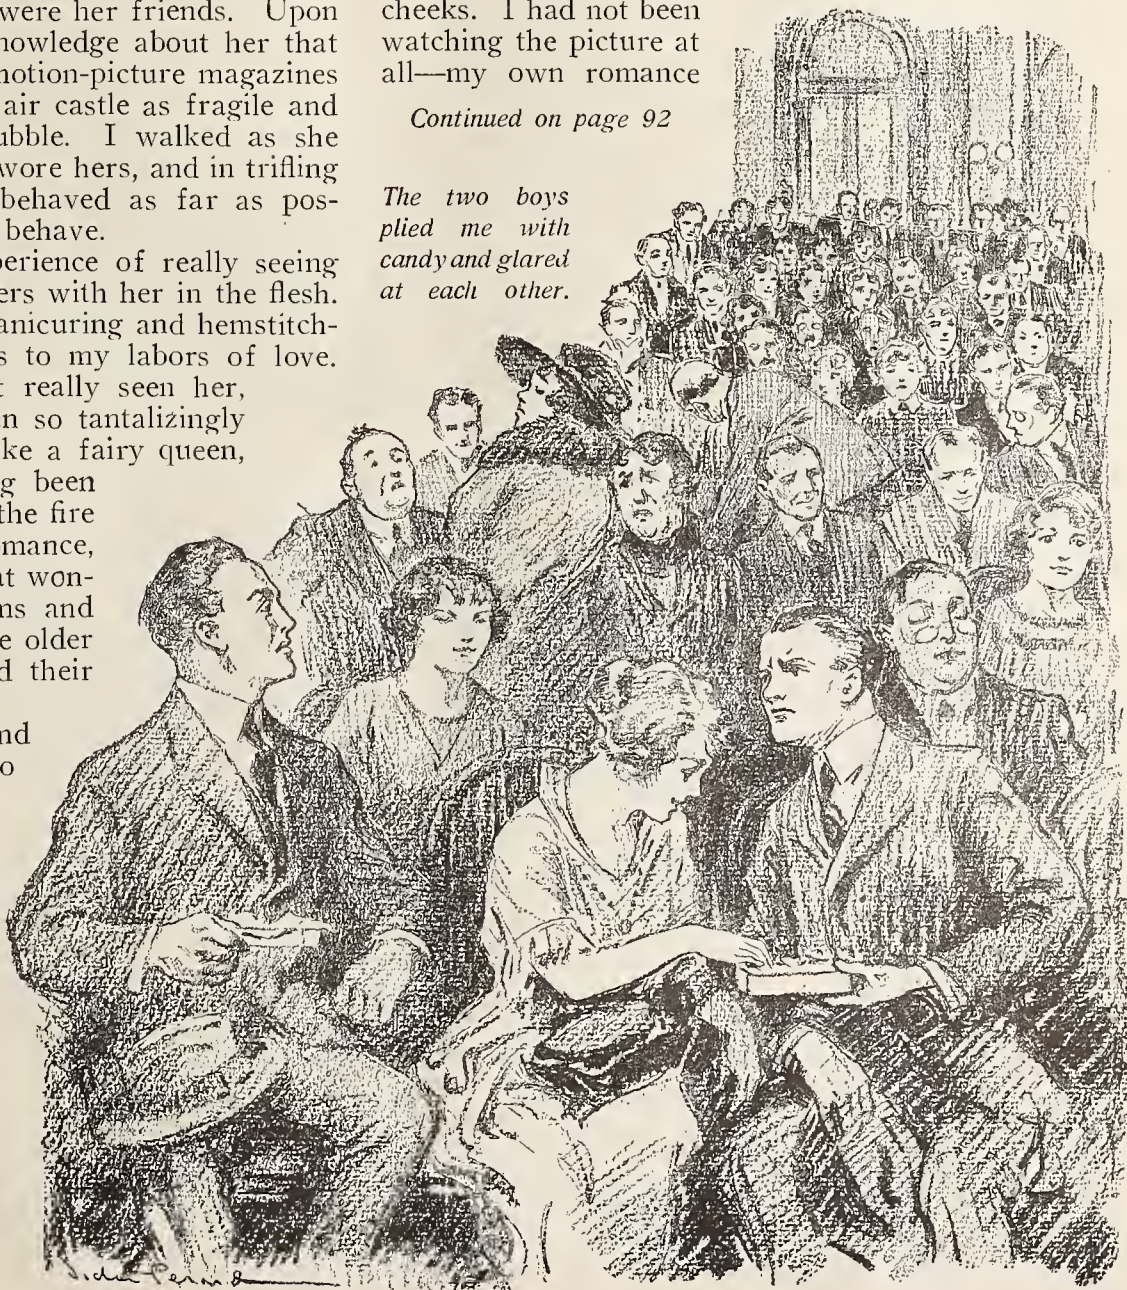 were her friends. Upon
nowledge about her that
notion-picture magazines
air castle as fragile and
ubble. I walked as she
wore hers, and in trifling
behaved as far as pos-
behave.
perience of really seeing
ers with her in the flesh.
anicuring and hemstitch-
s to my labors of love.
t really seen her,
n so tantalizingly
ke a fairy queen,
g been
the fire
mance,
at won-
ns and
e older
d their
nd
o
cheeks. I had not been
watching the picture at
all—my own romance
Continued on page 92
The two boys
plied me with
candy and glared
at each other.